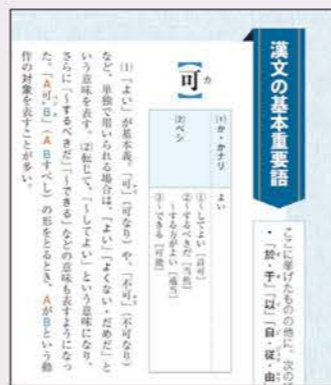 漢文の基本重要語
ここに挙げたものの他に、次の
・「於・于」「以」「自・従・由
【可】
カ
(1)カ・カナリ
よい
(2)ベシ
①～してよい［許可］
②～するべきだ［当然］
～する方がよい［適当］
③～できる［可能］
(1)「よい」が基本義。「可」（可なり）や、「不可」（不可なり）
など、単独で用いられる場合は、「よい」「よくない・だめだ」と
いう意味を表す。(2)転じて、「～してよい」という意味になり、
さらに「～するべきだ」「～できる」などの意味も表すようになっ
た。「A可B」（A Bすべし）の形をとるとき、AがBという動
作の対象を表すことが多い。